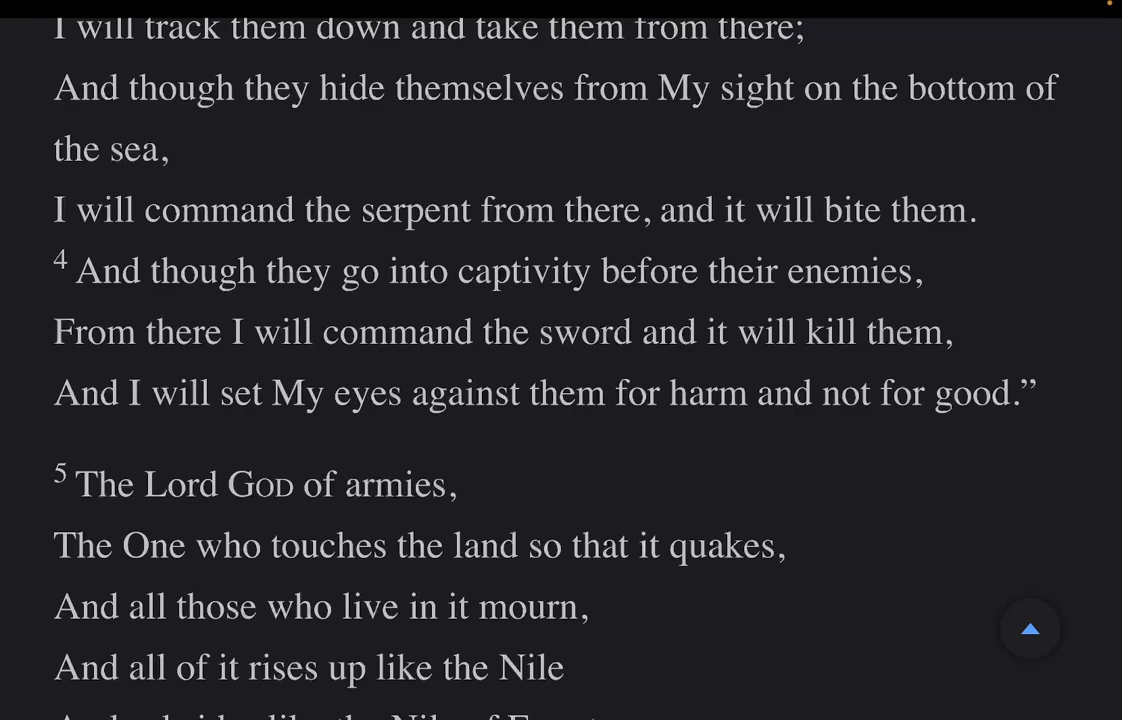 I will track them down and take them from there;
And though they hide themselves from My sight on the bottom of
the sea,
I will command the serpent from there, and it will bite them.
4 And though they go into captivity before their enemies,
From there I will command the sword and it will kill them,
And I will set My eyes against them for harm and not for good.”
5 The Lord GOD of armies,
The One who touches the land so that it quakes,
And all those who live in it mourn,
And all of it rises up like the Nile